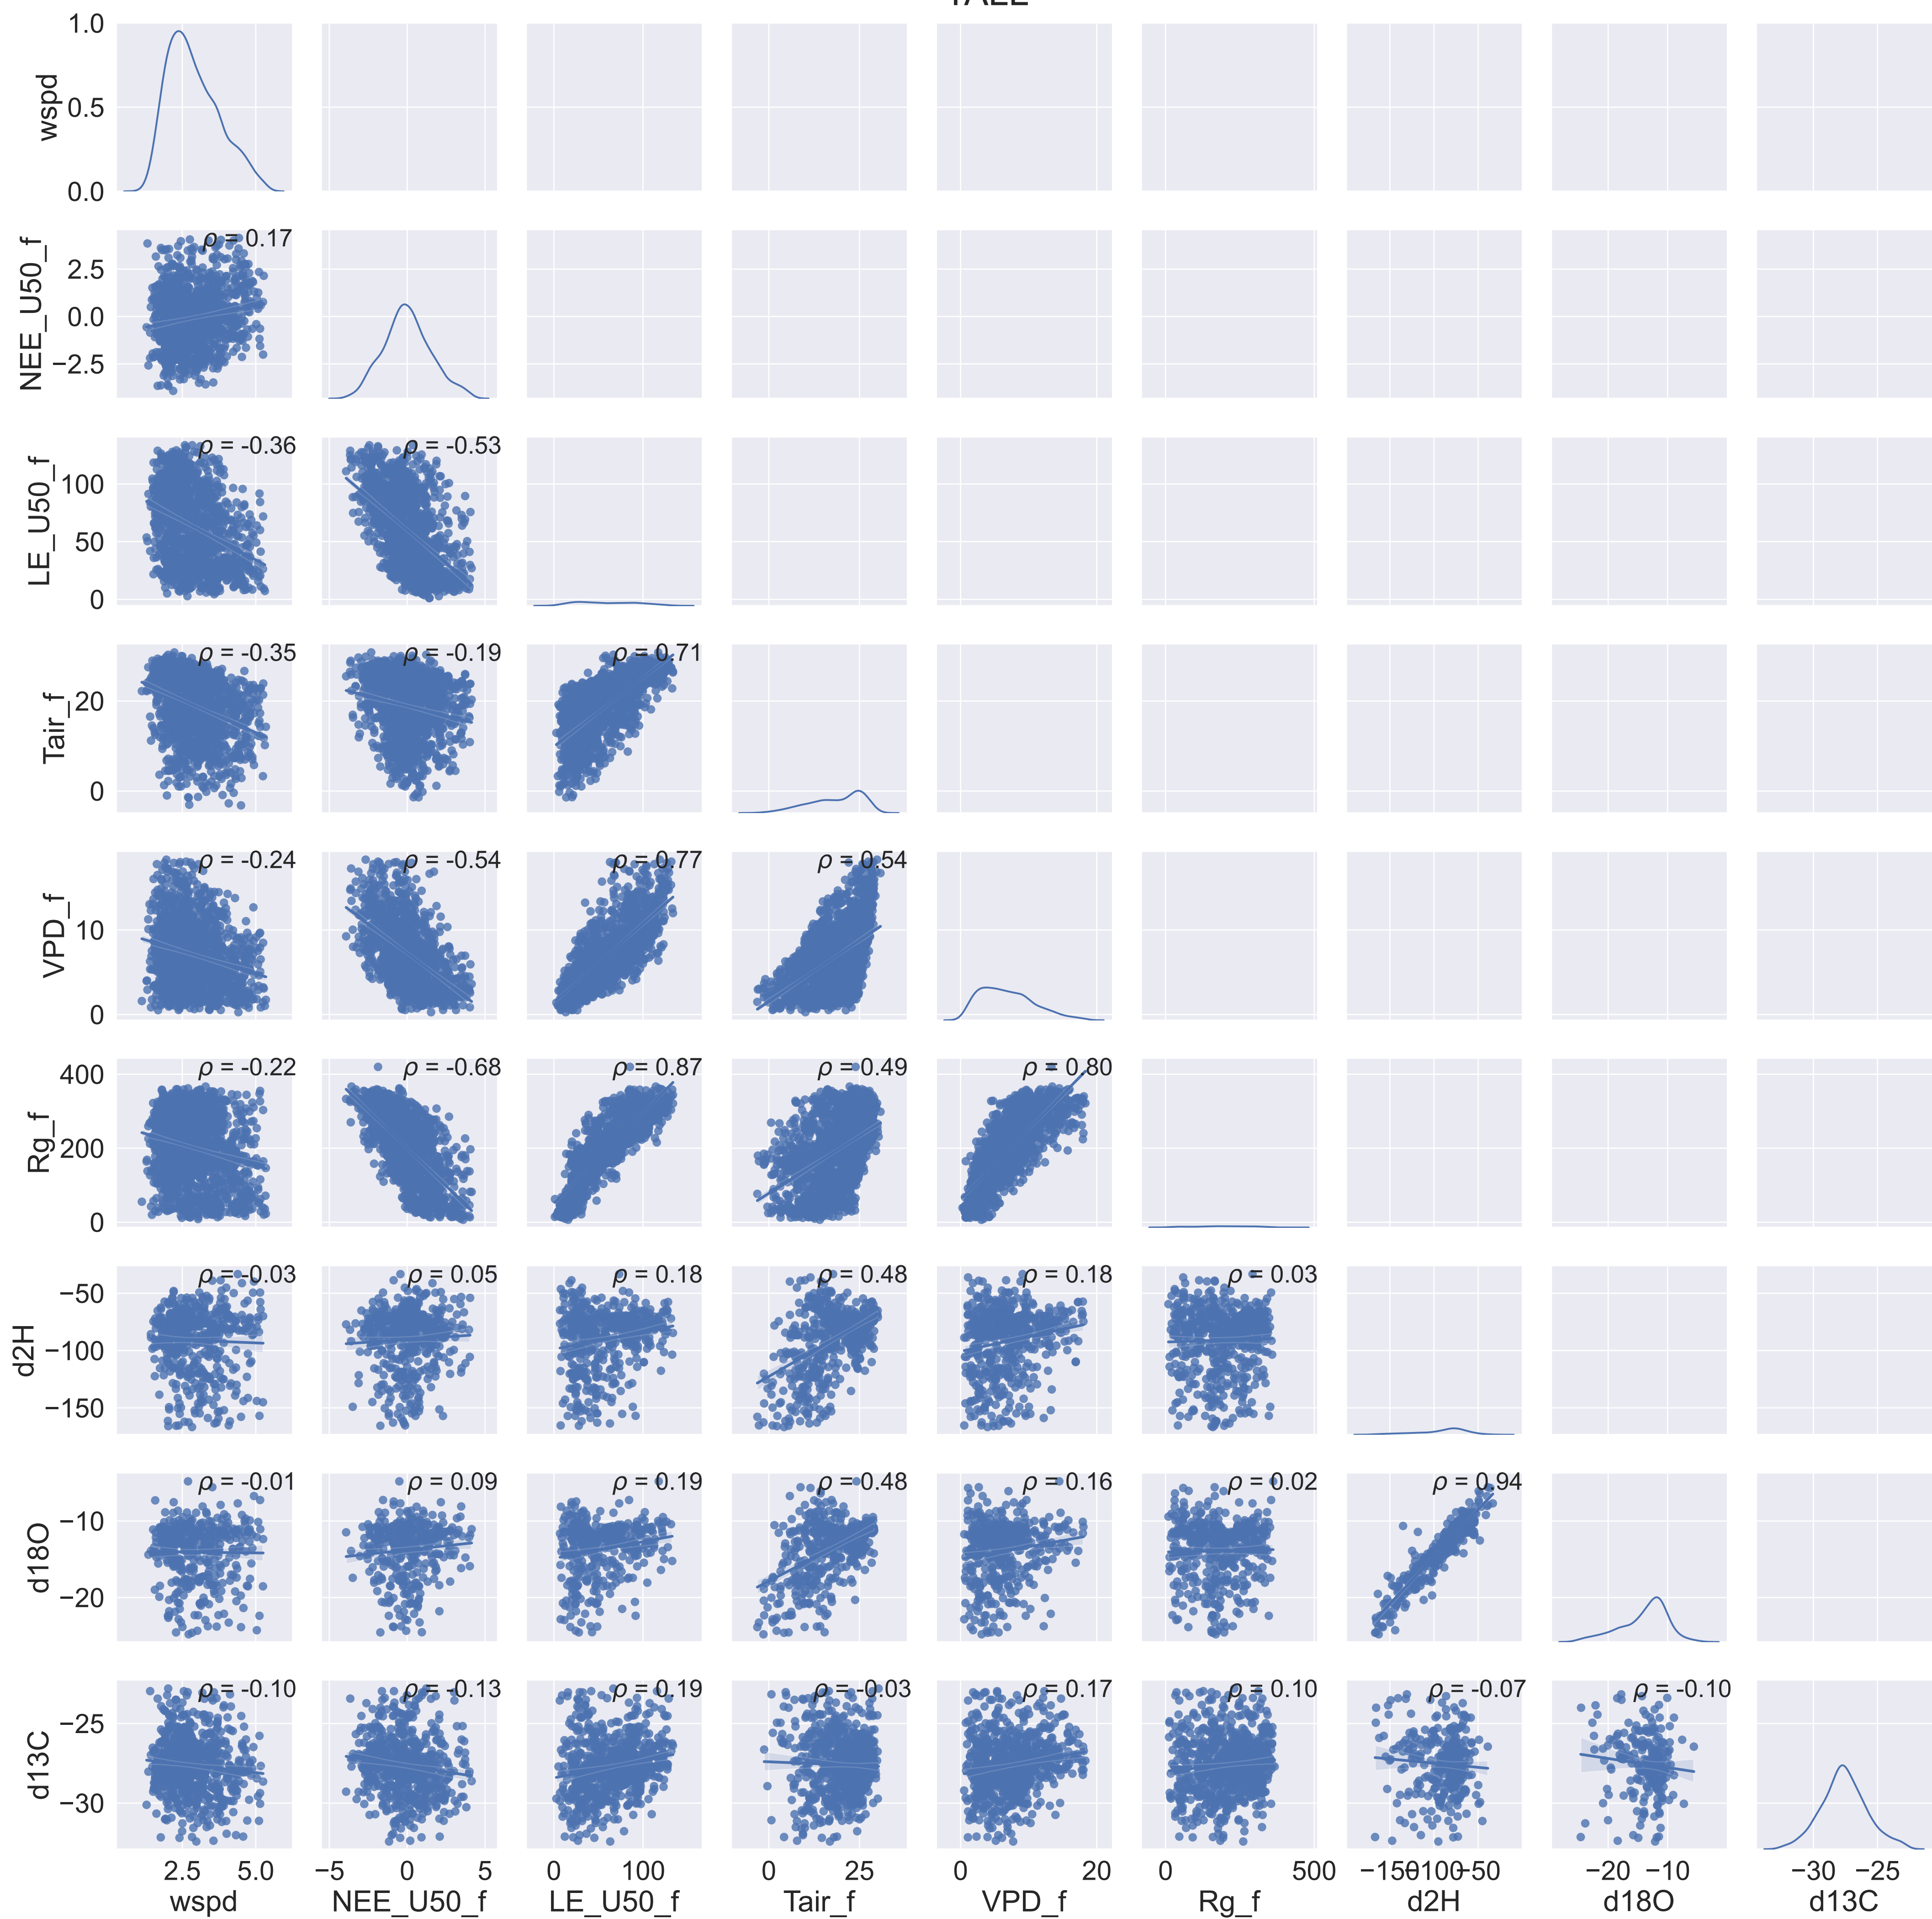 1.0
0.5
0.0
wspd
ρ = 0.17
2.5
0.0
−2.5
NEE_U50_f
ρ = -0.36 ρ = -0.53
100
50
0
LE_U50_f
ρ = -0.35 ρ = -0.19 ρ = 0.71
20
0
Tair_f
ρ = -0.24 ρ = -0.54 ρ = 0.77 ρ = 0.54
10
0
VPD_f
ρ = -0.22 ρ = -0.68 ρ = 0.87 ρ = 0.49 ρ = 0.80
400
200
0
Rg_f
ρ = -0.03 ρ = 0.05 ρ = 0.18 ρ = 0.48 ρ = 0.18 ρ = 0.03
−50
−100
−150
d2H
ρ = -0.01 ρ = 0.09 ρ = 0.19 ρ = 0.48 ρ = 0.16 ρ = 0.02 ρ = 0.94
−10
−20
d18O
ρ = -0.10 ρ = -0.13 ρ = 0.19 ρ = -0.03 ρ = 0.17 ρ = 0.10 ρ = -0.07 ρ = -0.10
−25
−30
d13C
2.5 5.0 −5 0 5 0 100 0 25 0 20 0 500 −150 −100 −50 −20 −10 −30 −25
wspd NEE_U50_f LE_U50_f Tair_f VPD_f Rg_f d2H d18O d13C